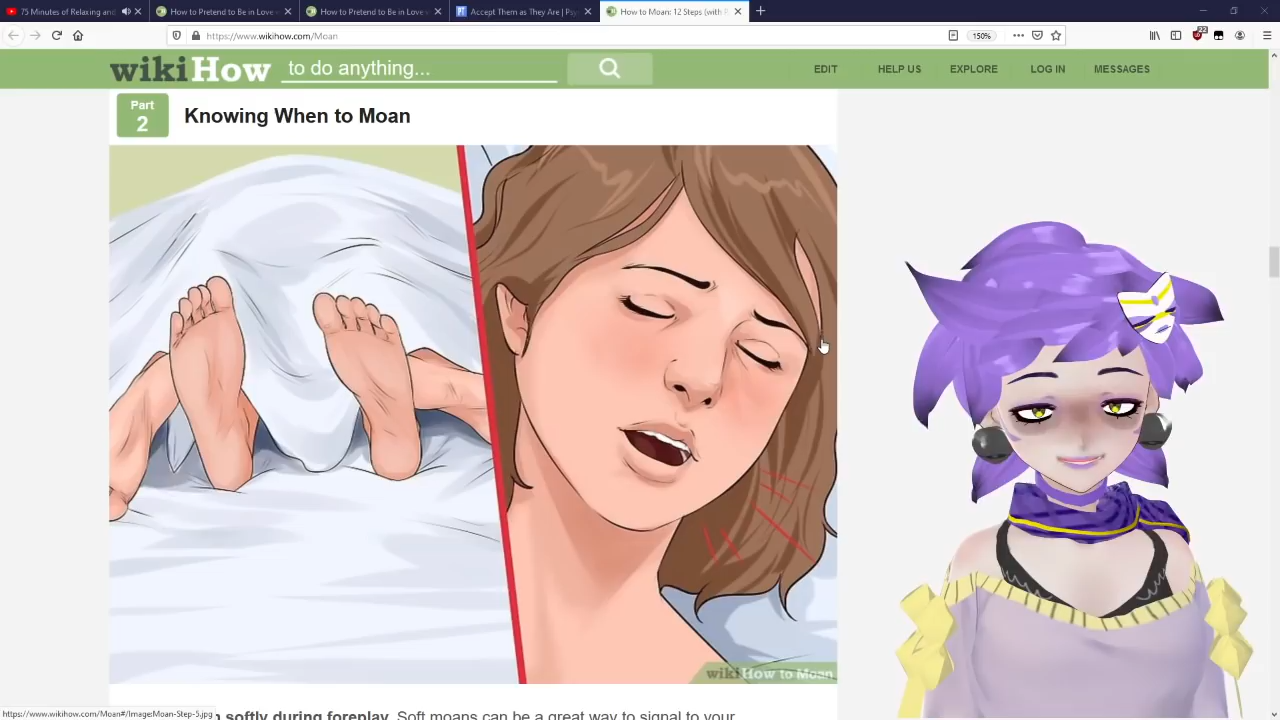 75 Minutes of Relaxing and
How to Pretend to Be in Love w
How to Pretend to Be in Love w
Accept Them as They Are | Psy
How to Moan: 12 Steps (with P
https://www.wikihow.com/Moan
150%
wikiHow to do anything...
EDIT
HELP US
EXPLORE
LOG IN
MESSAGES
Part
2
Knowing When to Moan
wikiHow to Moan
https://www.wikihow.com/Moan#/Image:Moan-Step-5.jpg
softly during foreplay. Soft moans can be a great way to signal to your